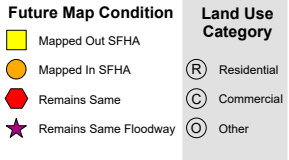 Future Map Condition
Mapped Out SFHA
Mapped In SFHA
Remains Same
Remains Same Floodway
Land Use
Category
R Residential
C Commercial
O Other